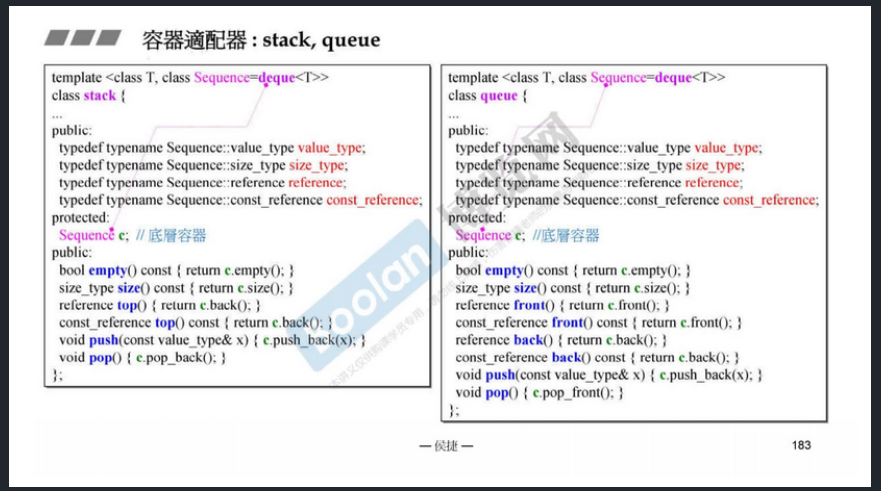 容器適配器 : stack, queue
template <class T, class Sequence=deque<T>>
class stack {
...
public:
typedef typename Sequence::value_type value_type;
typedef typename Sequence::size_type size_type;
typedef typename Sequence::reference reference;
typedef typename Sequence::const_reference const_reference;
protected:
Sequence c; // 底層容器
public:
bool empty() const { return c.empty(); }
size_type size() const { return c.size(); }
reference top() { return c.back(); }
const_reference top() const { return c.back(); }
void push(const value_type& x) { c.push_back(x); }
void pop() { c.pop_back(); }
};
template <class T, class Sequence=deque<T>>
class queue {
...
public:
typedef typename Sequence::value_type value_type;
typedef typename Sequence::size_type size_type;
typedef typename Sequence::reference reference;
typedef typename Sequence::const_reference const_reference;
protected:
Sequence c; //底層容器
public:
bool empty() const { return c.empty(); }
size_type size() const { return c.size(); }
reference front() { return c.front(); }
const_reference front() const { return c.front(); }
reference back() { return c.back(); }
const_reference back() const { return c.back(); }
void push(const value_type& x) { c.push_back(x); }
void pop() { c.pop_front(); }
};
Boolan
— 侯捷 —
183